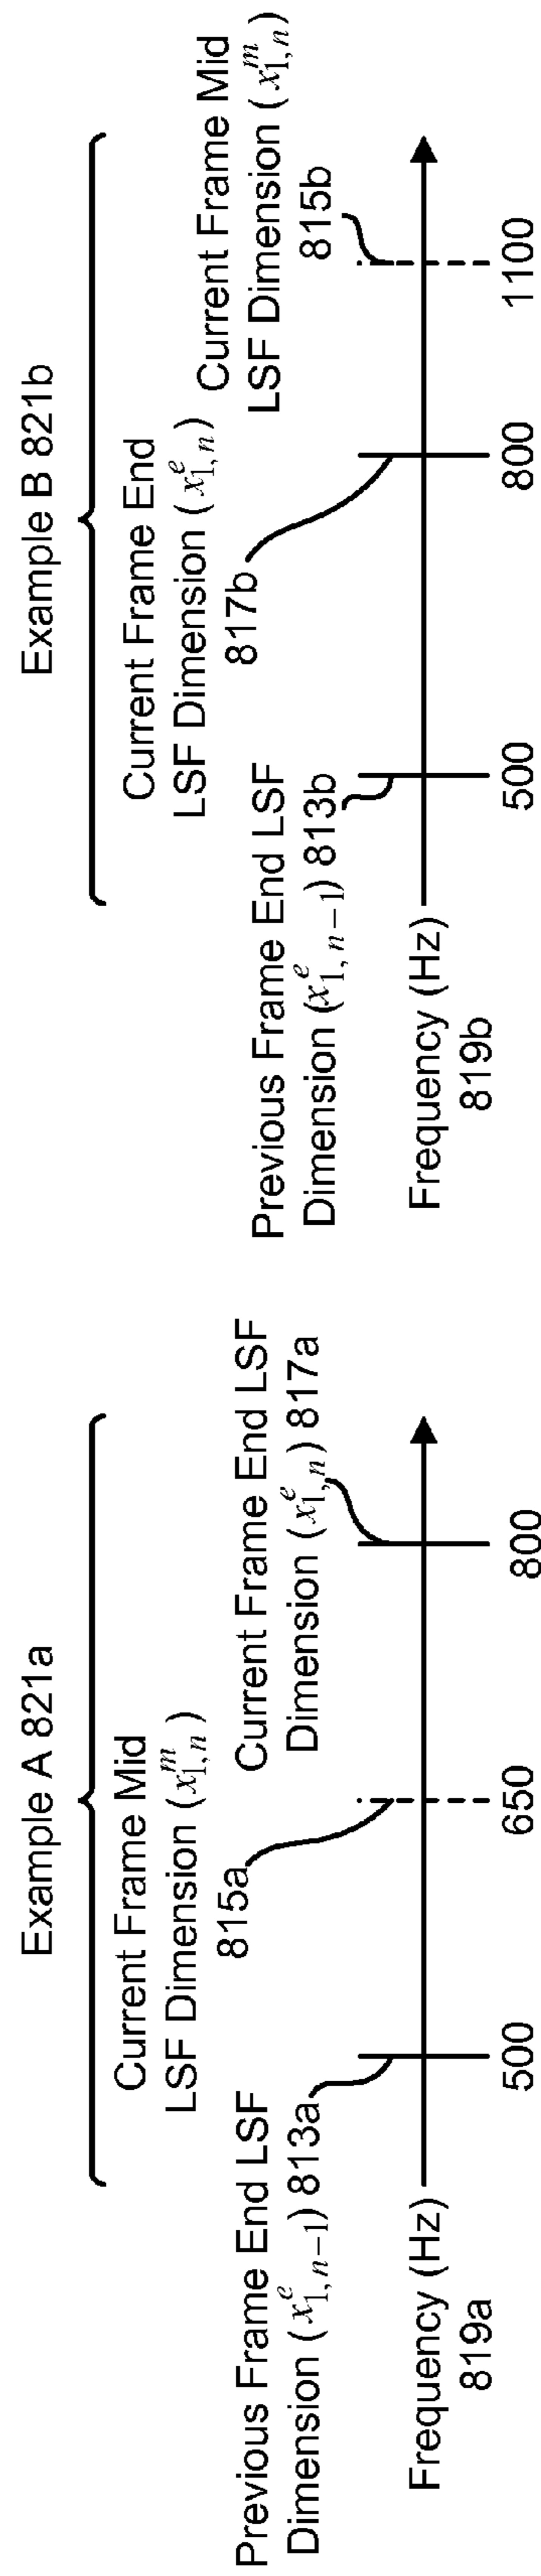 Example A 821a
Current Frame Mid
LSF Dimension (x^m_{1,n})
815a
Previous Frame End LSF
Dimension (x^e_{1,n−1}) 813a
Current Frame End LSF
Dimension (x^e_{1,n}) 817a
Frequency (Hz)
819a
500
650
800
Example B 821b
Current Frame End
LSF Dimension (x^e_{1,n})
817b
Current Frame Mid
LSF Dimension (x^m_{1,n})
815b
Previous Frame End LSF
Dimension (x^e_{1,n−1}) 813b
Frequency (Hz)
819b
500
800
1100